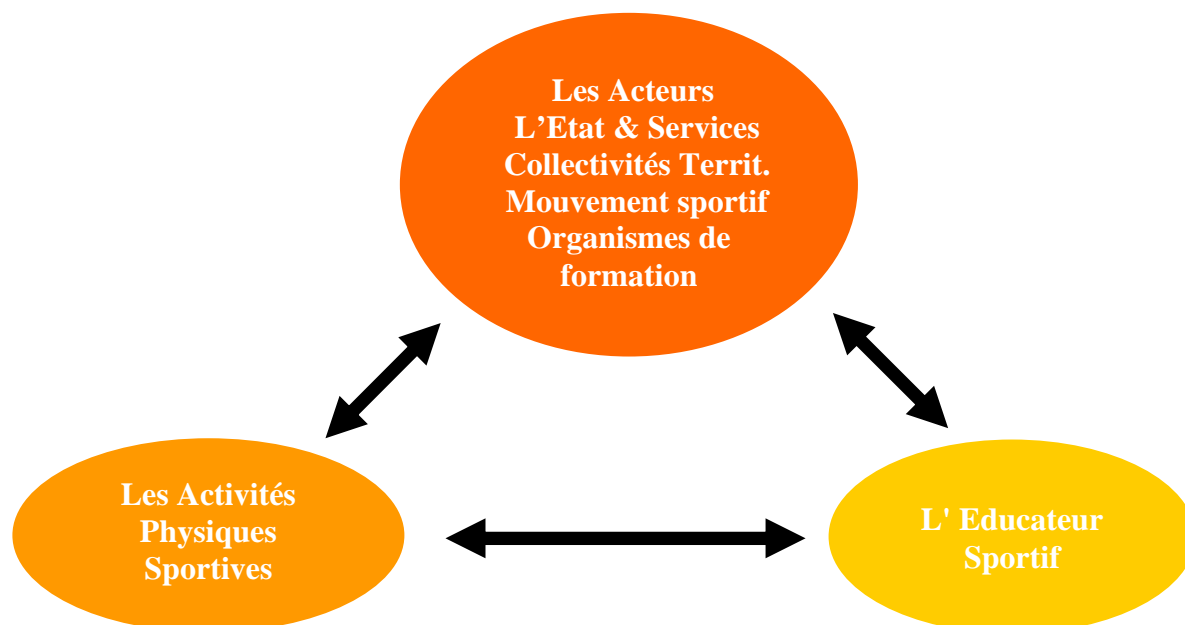 Les Acteurs
L’Etat & Services
Collectivités Territ.
Mouvement sportif
Organismes de
formation
Les Activités
Physiques
Sportives
L' Educateur
Sportif